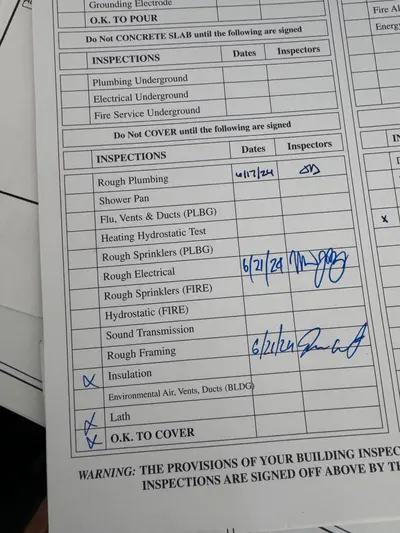 Grounding Electrode
O.K. TO POUR
Do Not CONCRETE SLAB until the following are signed
INSPECTIONS Dates Inspectors
Plumbing Underground
Electrical Underground
Fire Service Underground
Do Not COVER until the following are signed
INSPECTIONS Dates Inspectors
Rough Plumbing 6/17/24
Shower Pan
Flu, Vents & Ducts (PLBG)
Heating Hydrostatic Test
Rough Sprinklers (PLBG)
Rough Electrical 6/21/24
Rough Sprinklers (FIRE)
Hydrostatic (FIRE)
Sound Transmission
Rough Framing 6/21/24
x Insulation
Environmental Air, Vents, Ducts (BLDG)
x Lath
x O.K. TO COVER
WARNING: THE PROVISIONS OF YOUR BUILDING INSPEC
INSPECTIONS ARE SIGNED OFF ABOVE BY TH
Fire Al
Energy
IN
x